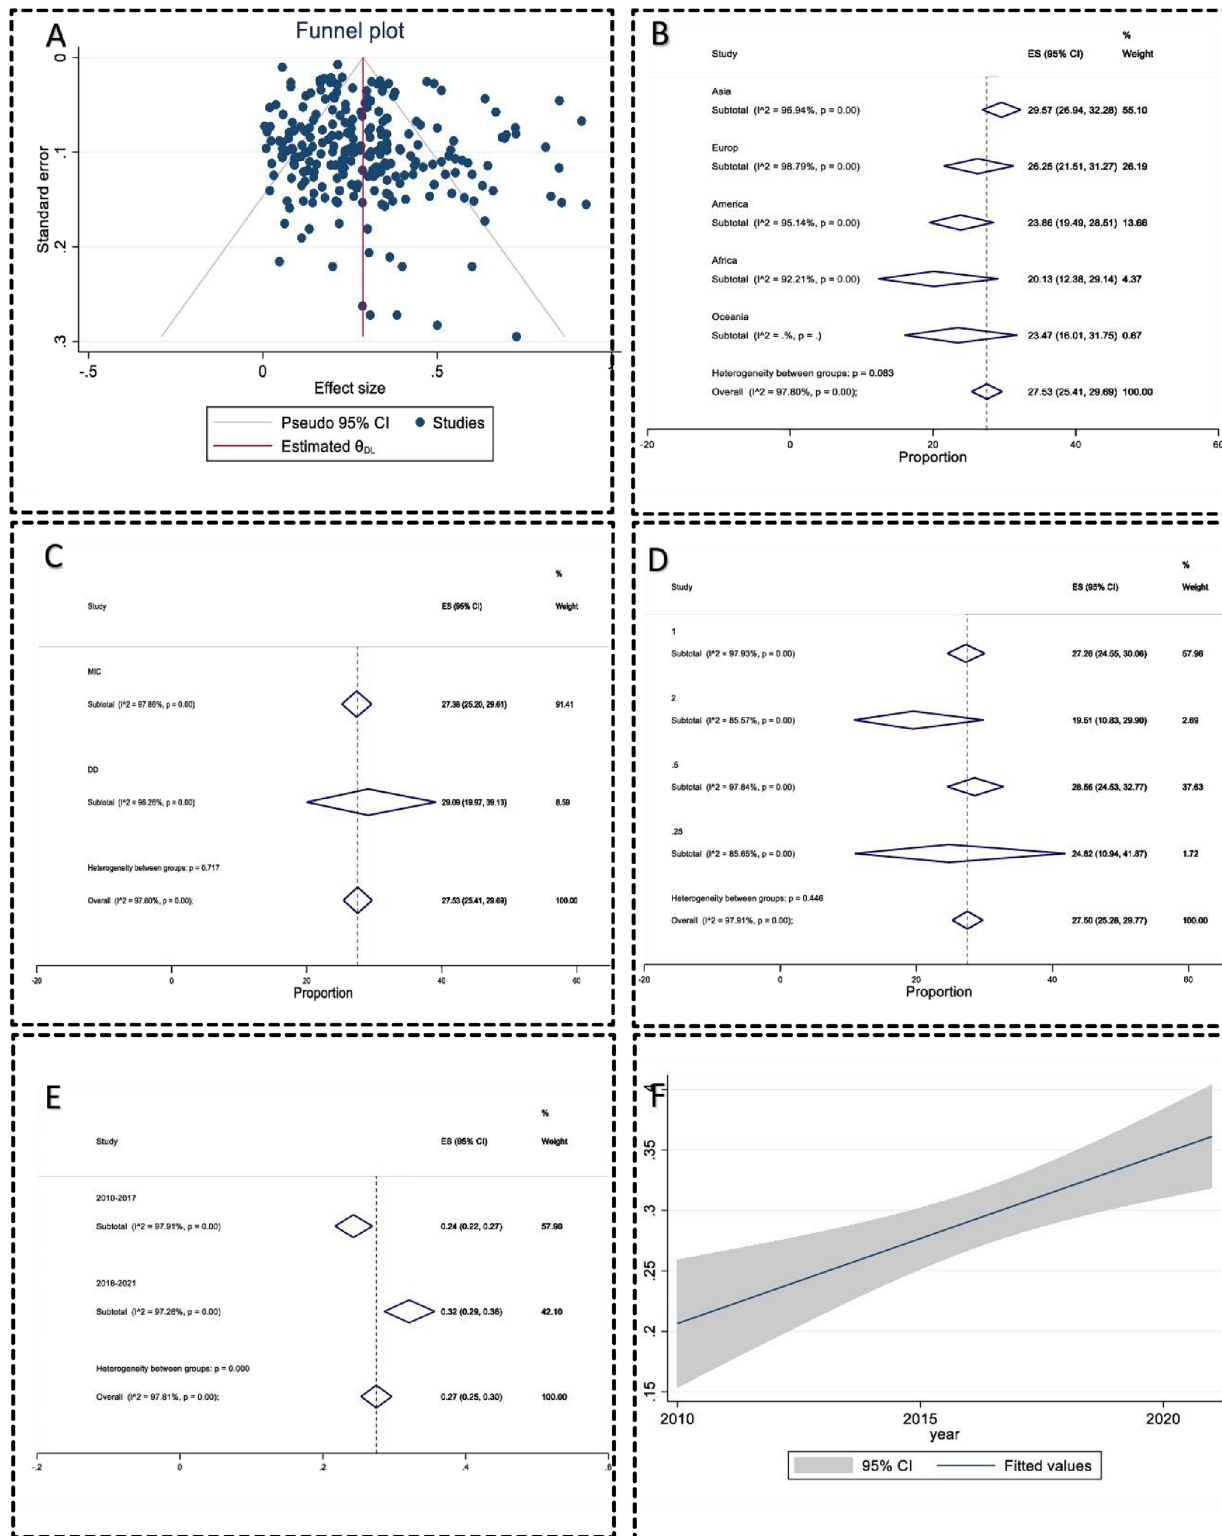 A
Funnel plot
0
.1
.2
.3
Standard error
-.5
0
.5
Effect size
Pseudo 95% CI
Studies
Estimated θDL
B
%
Study ES (95% CI) Weight
Asia
Subtotal (I^2 = 96.94%, p = 0.00) 29.57 (26.94, 32.28) 55.10
Europ
Subtotal (I^2 = 98.79%, p = 0.00) 26.25 (21.51, 31.27) 26.19
America
Subtotal (I^2 = 95.14%, p = 0.00) 23.86 (19.49, 28.51) 13.66
Africa
Subtotal (I^2 = 92.21%, p = 0.00) 20.13 (12.38, 29.14) 4.37
Oceania
Subtotal (I^2 = .%, p = .) 23.47 (16.01, 31.75) 0.67
Heterogeneity between groups: p = 0.083
Overall (I^2 = 97.80%, p = 0.00); 27.53 (25.41, 29.69) 100.00
-20 0 20 40 60
Proportion
C
%
Study ES (95% CI) Weight
MIC
Subtotal (I^2 = 97.86%, p = 0.00) 27.38 (25.20, 29.61) 91.41
DD
Subtotal (I^2 = 96.26%, p = 0.00) 29.09 (19.97, 39.13) 8.59
Heterogeneity between groups: p = 0.717
Overall (I^2 = 97.80%, p = 0.00); 27.53 (25.41, 29.69) 100.00
-20 0 20 40 60
Proportion
D
%
Study ES (95% CI) Weight
1
Subtotal (I^2 = 97.93%, p = 0.00) 27.26 (24.55, 30.06) 57.96
2
Subtotal (I^2 = 85.57%, p = 0.00) 19.51 (10.83, 29.90) 2.69
.5
Subtotal (I^2 = 97.84%, p = 0.00) 28.56 (24.53, 32.77) 37.63
.25
Subtotal (I^2 = 85.65%, p = 0.00) 24.82 (10.94, 41.87) 1.72
Heterogeneity between groups: p = 0.446
Overall (I^2 = 97.91%, p = 0.00); 27.50 (25.28, 29.77) 100.00
-20 0 20 40 60
Proportion
E
%
Study ES (95% CI) Weight
2010-2017
Subtotal (I^2 = 97.91%, p = 0.00) 0.24 (0.22, 0.27) 57.90
2018-2021
Subtotal (I^2 = 97.26%, p = 0.00) 0.32 (0.29, 0.36) 42.10
Heterogeneity between groups: p = 0.000
Overall (I^2 = 97.81%, p = 0.00); 0.27 (0.25, 0.30) 100.00
-.2 0 .2 .4 .6
F
.35
.3
.25
.2
.15
2010 2015 2020
year
95% CI
Fitted values